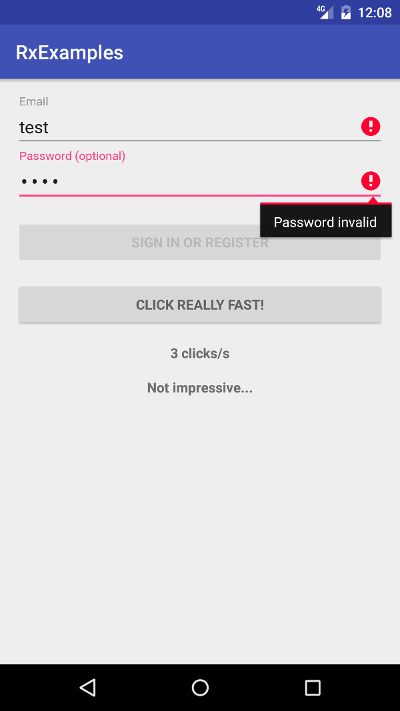 4G 12:08
RxExamples
Email
test
Password (optional)
••••
Password invalid
SIGN IN OR REGISTER
CLICK REALLY FAST!
3 clicks/s
Not impressive...